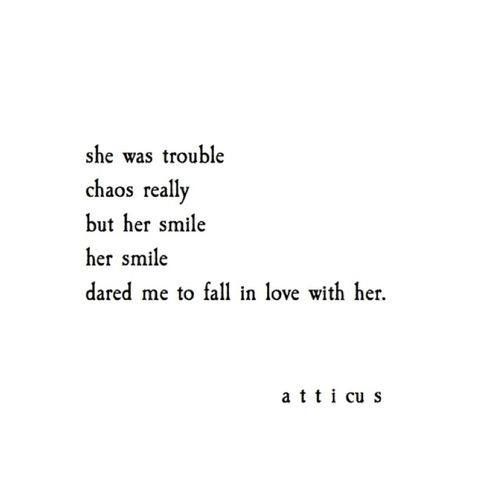 she was trouble
chaos really
but her smile
her smile
dared me to fall in love with her.
a t t i cu s